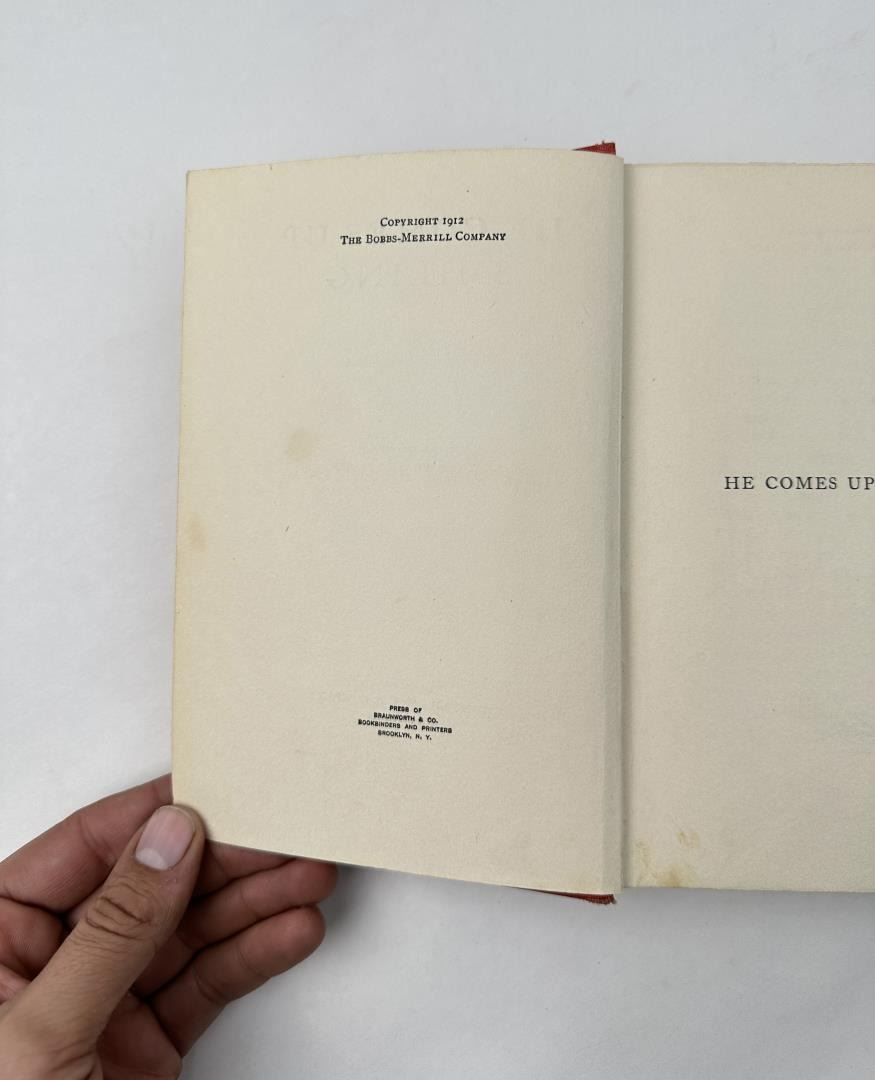 COPYRIGHT 1912
THE BOBBS-MERRILL COMPANY
PRESS OF
BRAUNWORTH & CO.
BOOKBINDERS AND PRINTERS
BROOKLYN, N. Y.
HE COMES UP